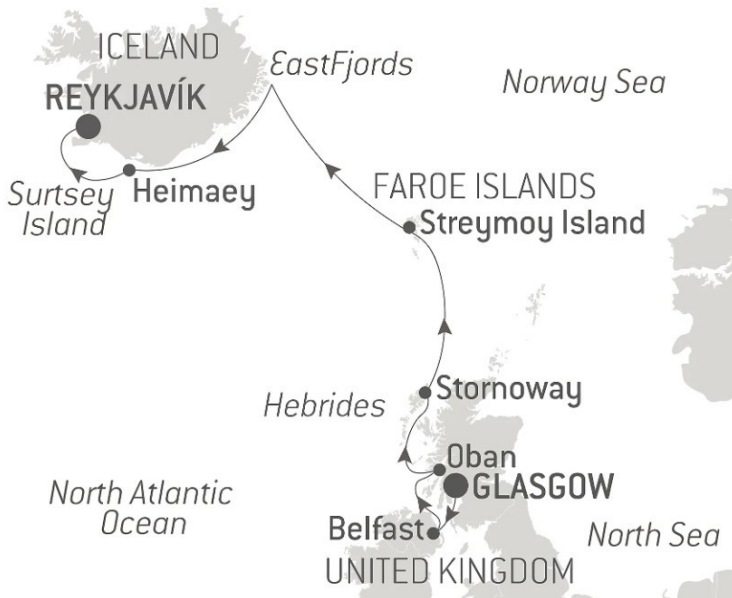 ICELAND
EastFjords
REYKJAVÍK
Norway Sea
Surtsey
Island
Heimaey
FAROE ISLANDS
Streymoy Island
Stornoway
Hebrides
Oban
GLASGOW
North Atlantic
Ocean
Belfast
North Sea
UNITED KINGDOM